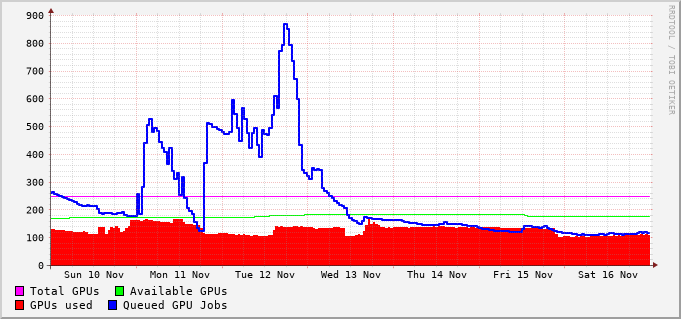 900
800
700
600
500
400
300
200
100
0
Sun 10 Nov Mon 11 Nov Tue 12 Nov Wed 13 Nov Thu 14 Nov Fri 15 Nov Sat 16 Nov
Total GPUs Available GPUs
GPUs used Queued GPU Jobs
RRDTOOL / TOBI OETIKER